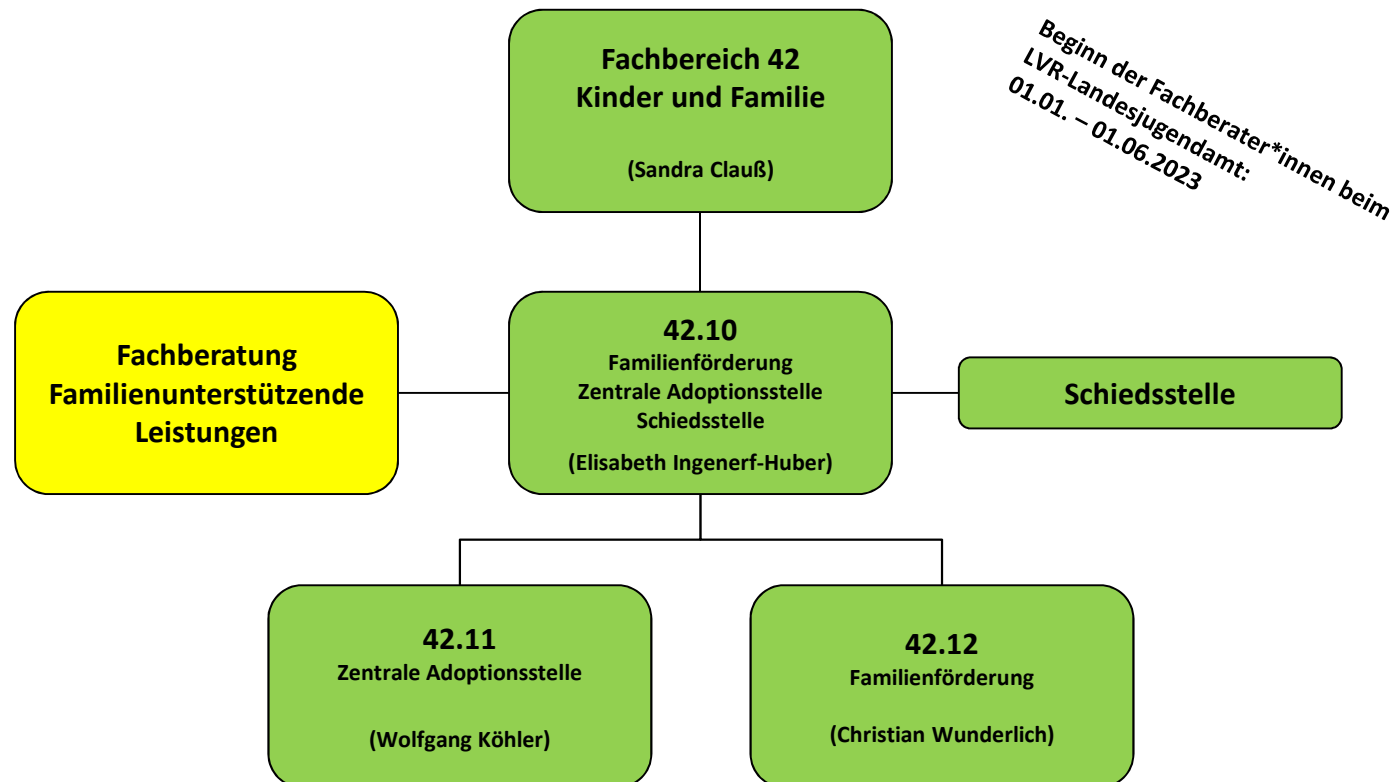 Fachbereich 42
Kinder und Familie
(Sandra Clauß)
Beginn der Fachberater*innen beim
LVR-Landesjugendamt:
01.01. – 01.06.2023
Fachberatung
Familienunterstützende
Leistungen
42.10
Familienförderung
Zentrale Adoptionsstelle
Schiedsstelle
(Elisabeth Ingenerf-Huber)
Schiedsstelle
42.11
Zentrale Adoptionsstelle
(Wolfgang Köhler)
42.12
Familienförderung
(Christian Wunderlich)